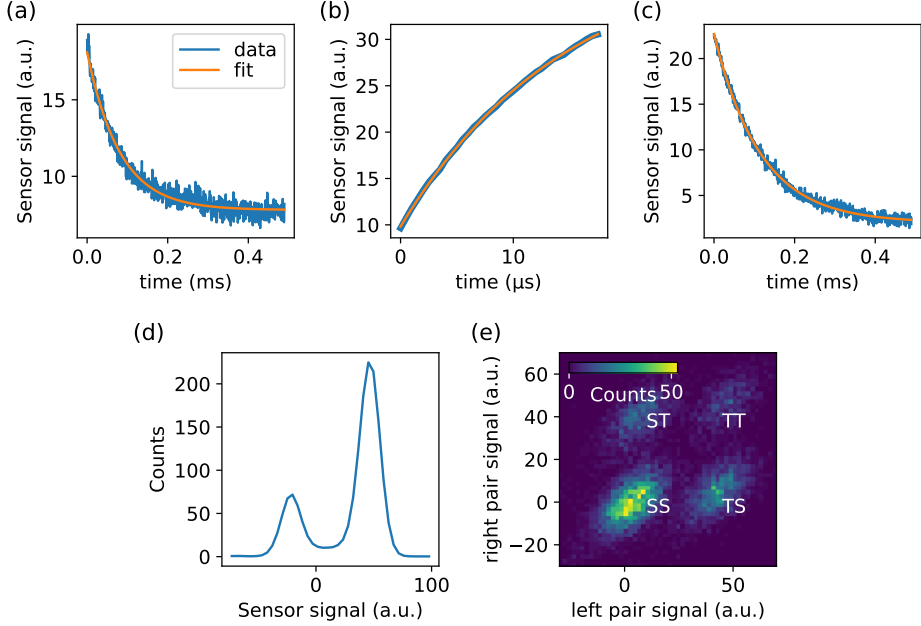 (a)
Sensor signal (a.u.)
15
10
data
fit
0.0 0.2 0.4
time (ms)
(b)
Sensor signal (a.u.)
30
25
20
15
10
0 10
time (μs)
(c)
Sensor signal (a.u.)
20
15
10
5
0.0 0.2 0.4
time (ms)
(d)
Counts
200
150
100
50
0
0 100
Sensor signal (a.u.)
(e)
right pair signal (a.u.)
60
40
20
0
−20
0 Counts 50
ST TT
SS TS
0 50
left pair signal (a.u.)